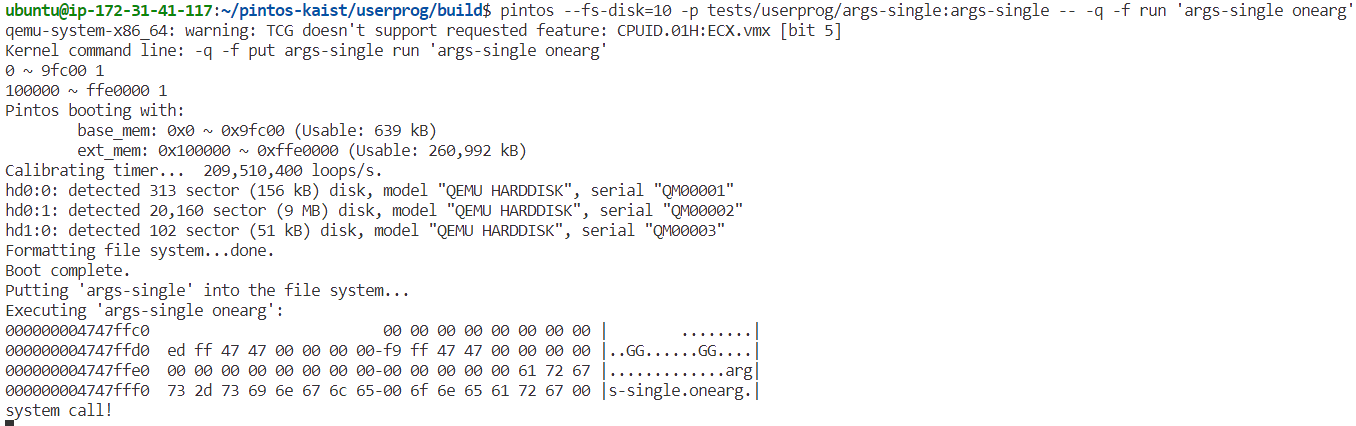 ubuntu@ip-172-31-41-117:~/pintos-kaist/userprog/build$ pintos --fs-disk=10 -p tests/userprog/args-single:args-single -- -q -f run 'args-single onearg'
qemu-system-x86_64: warning: TCG doesn't support requested feature: CPUID.01H:ECX.vmx [bit 5]
Kernel command line: -q -f put args-single run 'args-single onearg'
0 ~ 9fc00 1
100000 ~ ffe0000 1
Pintos booting with:
        base_mem: 0x0 ~ 0x9fc00 (Usable: 639 kB)
        ext_mem: 0x100000 ~ 0xffe0000 (Usable: 260,992 kB)
Calibrating timer...  209,510,400 loops/s.
hd0:0: detected 313 sector (156 kB) disk, model "QEMU HARDDISK", serial "QM00001"
hd0:1: detected 20,160 sector (9 MB) disk, model "QEMU HARDDISK", serial "QM00002"
hd1:0: detected 102 sector (51 kB) disk, model "QEMU HARDDISK", serial "QM00003"
Formatting file system...done.
Boot complete.
Putting 'args-single' into the file system...
Executing 'args-single onearg':
000000004747ffc0                          00 00 00 00 00 00 00 00 |        ........|
000000004747ffd0  ed ff 47 47 00 00 00 00-f9 ff 47 47 00 00 00 00 |..GG......GG....|
000000004747ffe0  00 00 00 00 00 00 00 00-00 00 00 00 00 61 72 67 |.............arg|
000000004747fff0  73 2d 73 69 6e 67 6c 65-00 6f 6e 65 61 72 67 00 |s-single.onearg.|
system call!